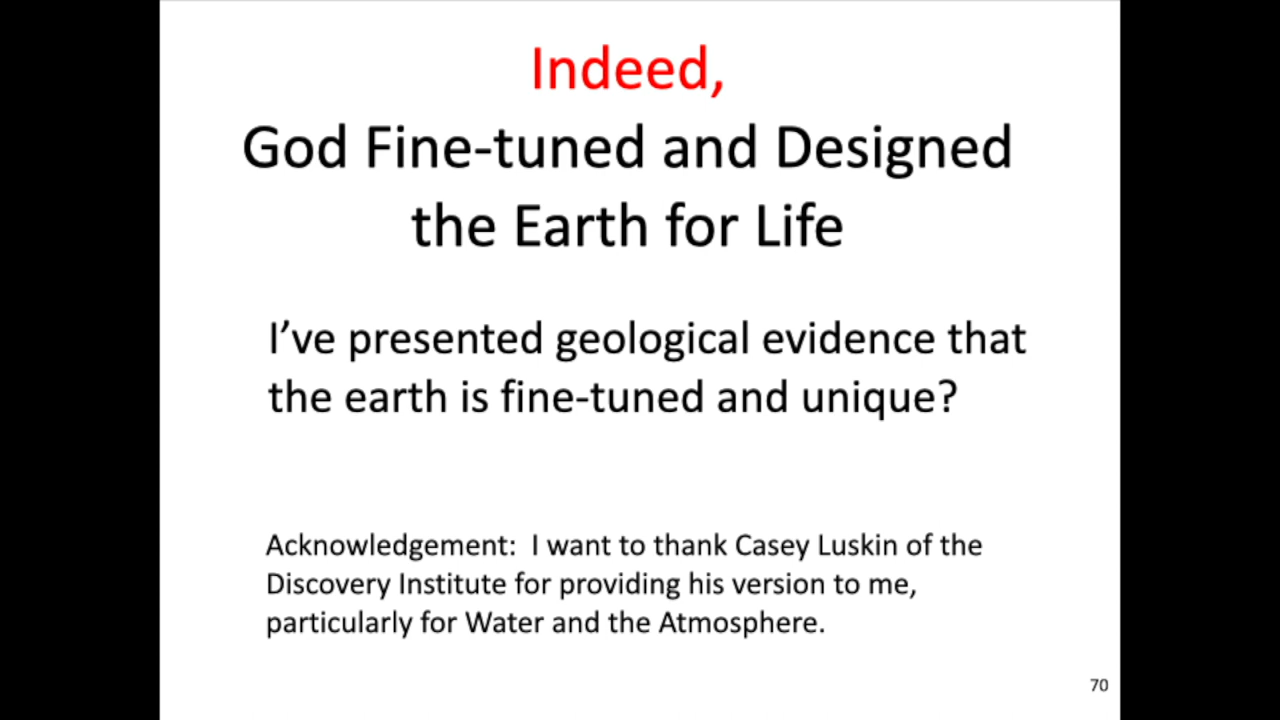 Indeed,
God Fine-tuned and Designed
the Earth for Life
I’ve presented geological evidence that
the earth is fine-tuned and unique?
Acknowledgement:  I want to thank Casey Luskin of the
Discovery Institute for providing his version to me,
particularly for Water and the Atmosphere.
70